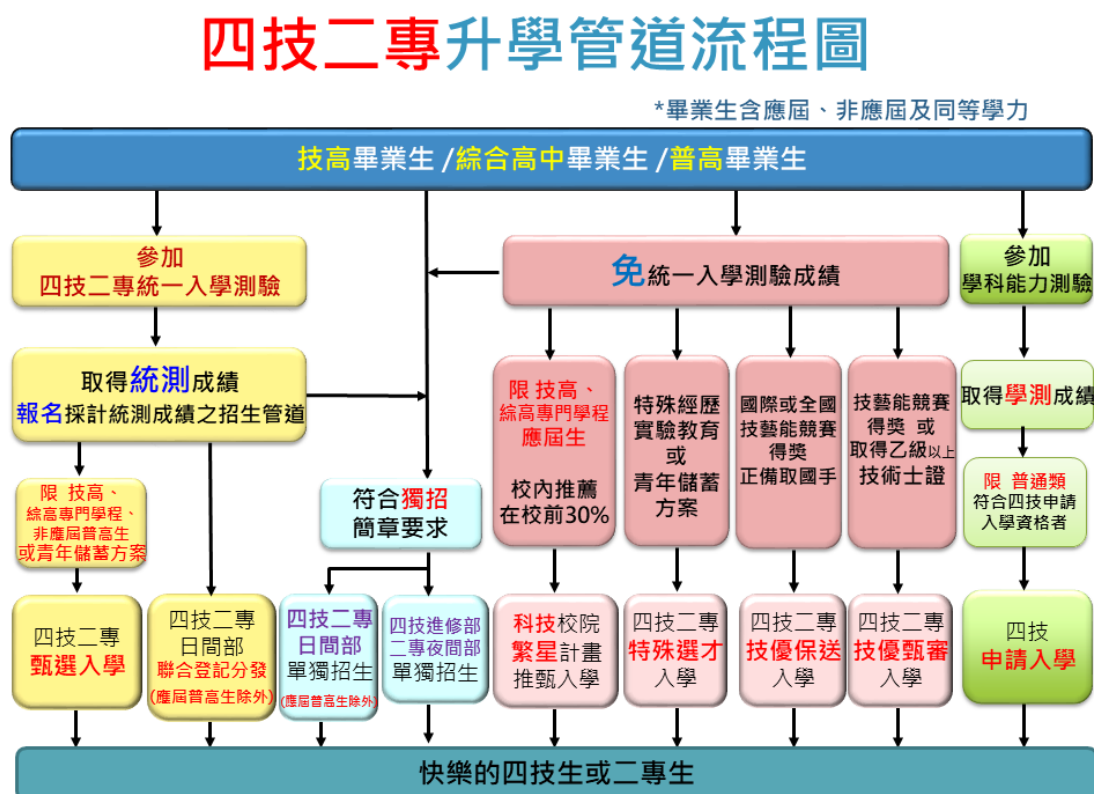 四技二專升學管道流程圖
*畢業生含應屆、非應屆及同等學力
技高畢業生 /綜合高中畢業生 /普高畢業生
參加
四技二專統一入學測驗
免統一入學測驗成績
參加
學科能力測驗
取得統測成績
報名採計統測成績之招生管道
限 技高、
綜高專門學程
應屆生
校內推薦
在校前30%
特殊經歷
實驗教育
或
青年儲蓄
方案
國際或全國
技藝能競賽
得獎
正備取國手
技藝能競賽
得獎 或
取得乙級以上
技術士證
取得學測成績
限 技高、
綜高專門學程、
非應屆普高生
或青年儲蓄方案
符合獨招
簡章要求
限 普通類
符合四技申請
入學資格者
四技二專
甄選入學
四技二專
日間部
聯合登記分發
(應屆普高生除外)
四技二專
日間部
單獨招生
(應屆普高生除外)
四技進修部
二專夜間部
單獨招生
科技校院
繁星計畫
推甄入學
四技二專
特殊選才
入學
四技二專
技優保送
入學
四技二專
技優甄審
入學
四技
申請入學
快樂的四技生或二專生